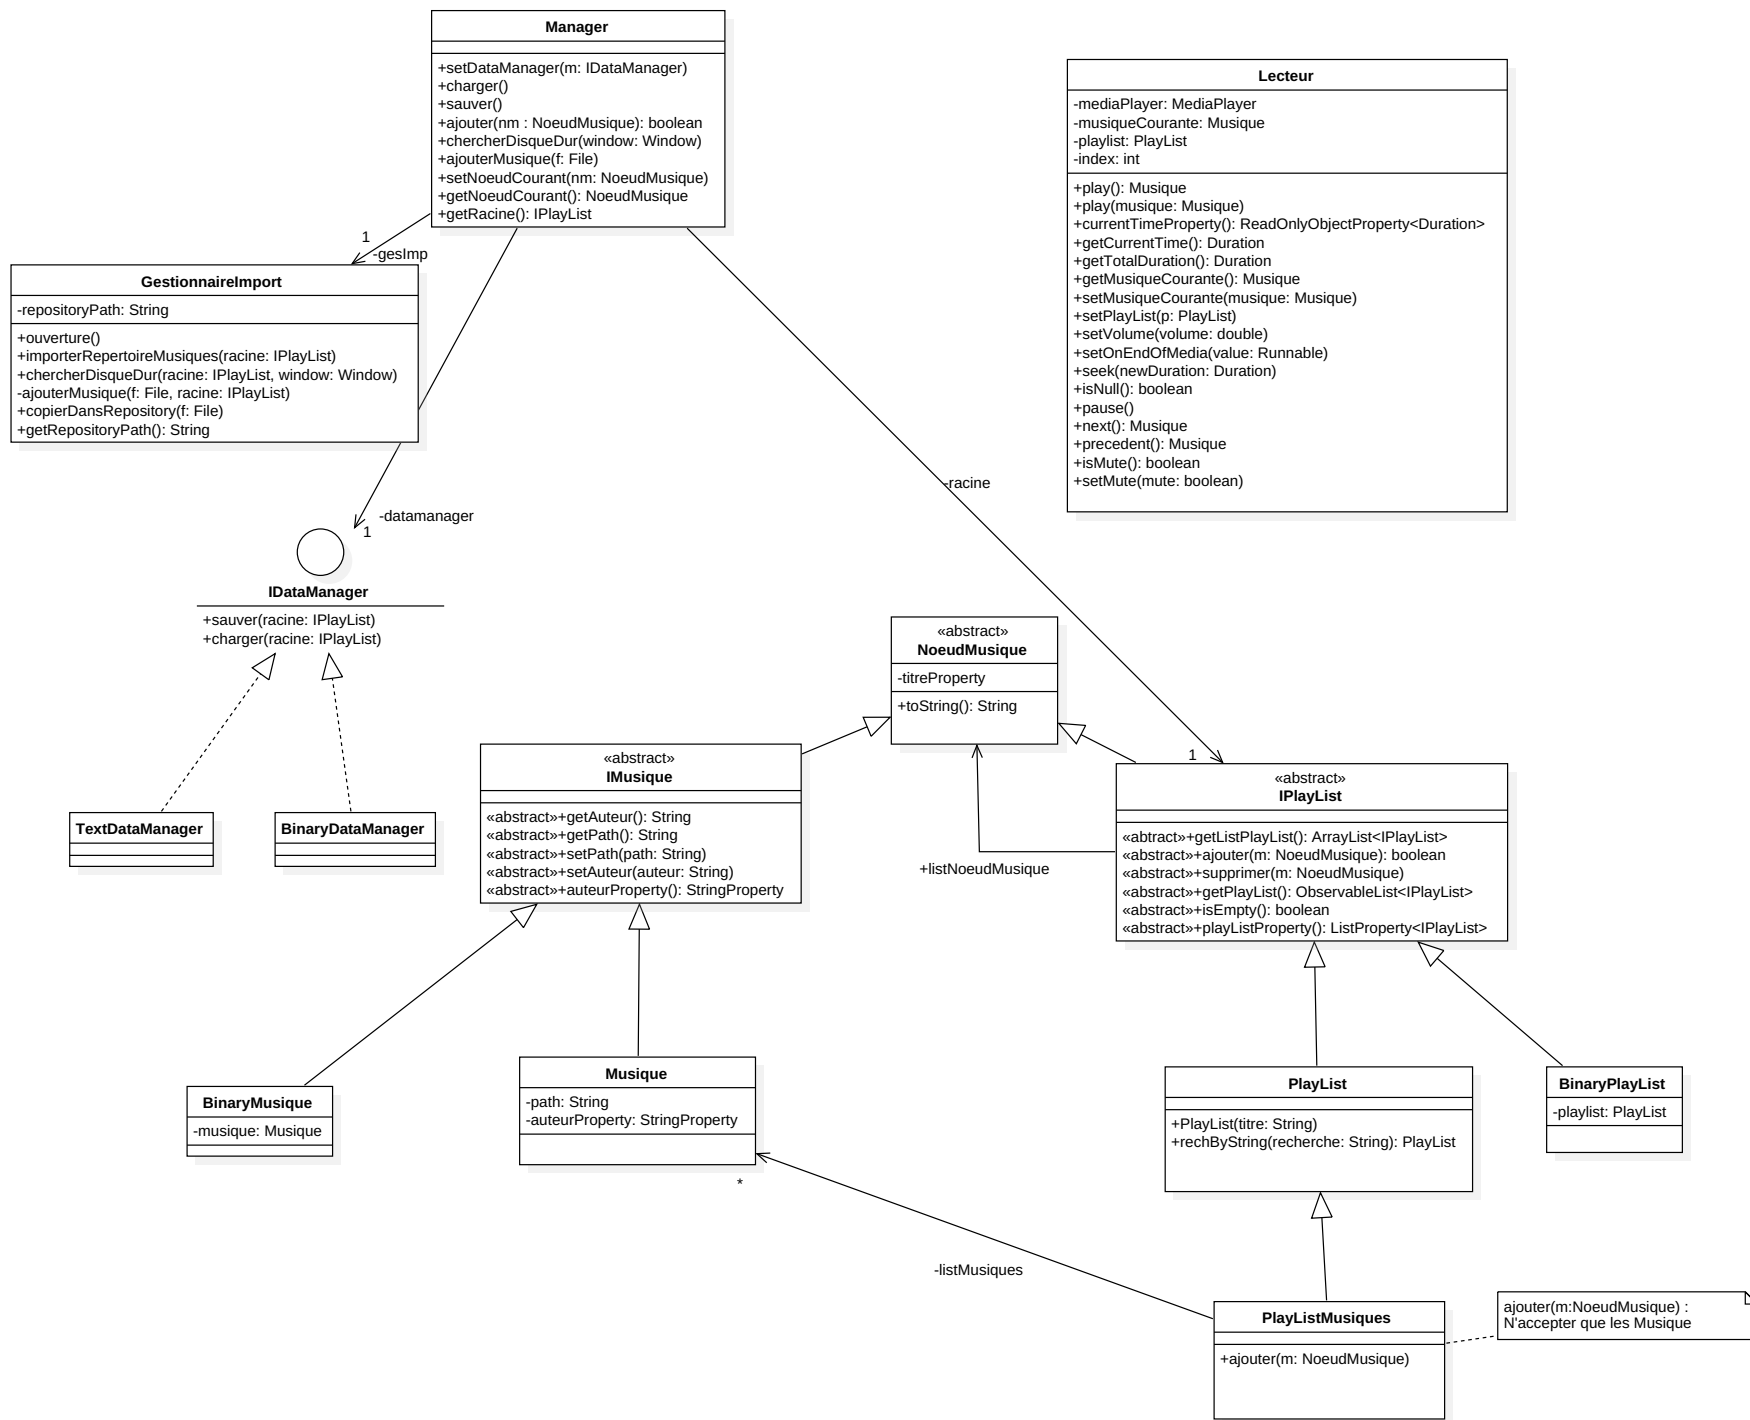 Manager
+setDataManager(m: IDataManager)
+charger()
+sauver()
+ajouter(nm : NoeudMusique): boolean
+chercherDisqueDur(window: Window)
+ajouterMusique(f: File)
+setNoeudCourant(nm: NoeudMusique)
+getNoeudCourant(): NoeudMusique
+getRacine(): IPlayList
Lecteur
-mediaPlayer: MediaPlayer
-musiqueCourante: Musique
-playlist: PlayList
-index: int
+play(): Musique
+play(musique: Musique)
+currentTimeProperty(): ReadOnlyObjectProperty<Duration>
+getCurrentTime(): Duration
+getTotalDuration(): Duration
+getMusiqueCourante(): Musique
+setMusiqueCourante(musique: Musique)
+setPlayList(p: PlayList)
+setVolume(volume: double)
+setOnEndOfMedia(value: Runnable)
+seek(newDuration: Duration)
+isNull(): boolean
+pause()
+next(): Musique
+precedent(): Musique
+isMute(): boolean
+setMute(mute: boolean)
1
-gesImp
GestionnaireImport
-repositoryPath: String
+ouverture()
+importerRepertoireMusiques(racine: IPlayList)
+chercherDisqueDur(racine: IPlayList, window: Window)
-ajouterMusique(f: File, racine: IPlayList)
+copierDansRepository(f: File)
+getRepositoryPath(): String
-racine
-datamanager
1
IDataManager
+sauver(racine: IPlayList)
+charger(racine: IPlayList)
«abstract»
NoeudMusique
-titreProperty
+toString(): String
1
«abstract»
IMusique
«abstract»+getAuteur(): String
«abstract»+getPath(): String
«abstract»+setPath(path: String)
«abstract»+setAuteur(auteur: String)
«abstract»+auteurProperty(): StringProperty
«abstract»
IPlayList
«abtract»+getListPlayList(): ArrayList<IPlayList>
«abstract»+ajouter(m: NoeudMusique): boolean
«abstract»+supprimer(m: NoeudMusique)
«abstract»+getPlayList(): ObservableList<IPlayList>
«abstract»+isEmpty(): boolean
«abstract»+playListProperty(): ListProperty<IPlayList>
TextDataManager
BinaryDataManager
+listNoeudMusique
BinaryMusique
-musique: Musique
Musique
-path: String
-auteurProperty: StringProperty
PlayList
+PlayList(titre: String)
+rechByString(recherche: String): PlayList
BinaryPlayList
-playlist: PlayList
*
-listMusiques
PlayListMusiques
+ajouter(m: NoeudMusique)
ajouter(m:NoeudMusique) :
N'accepter que les Musique